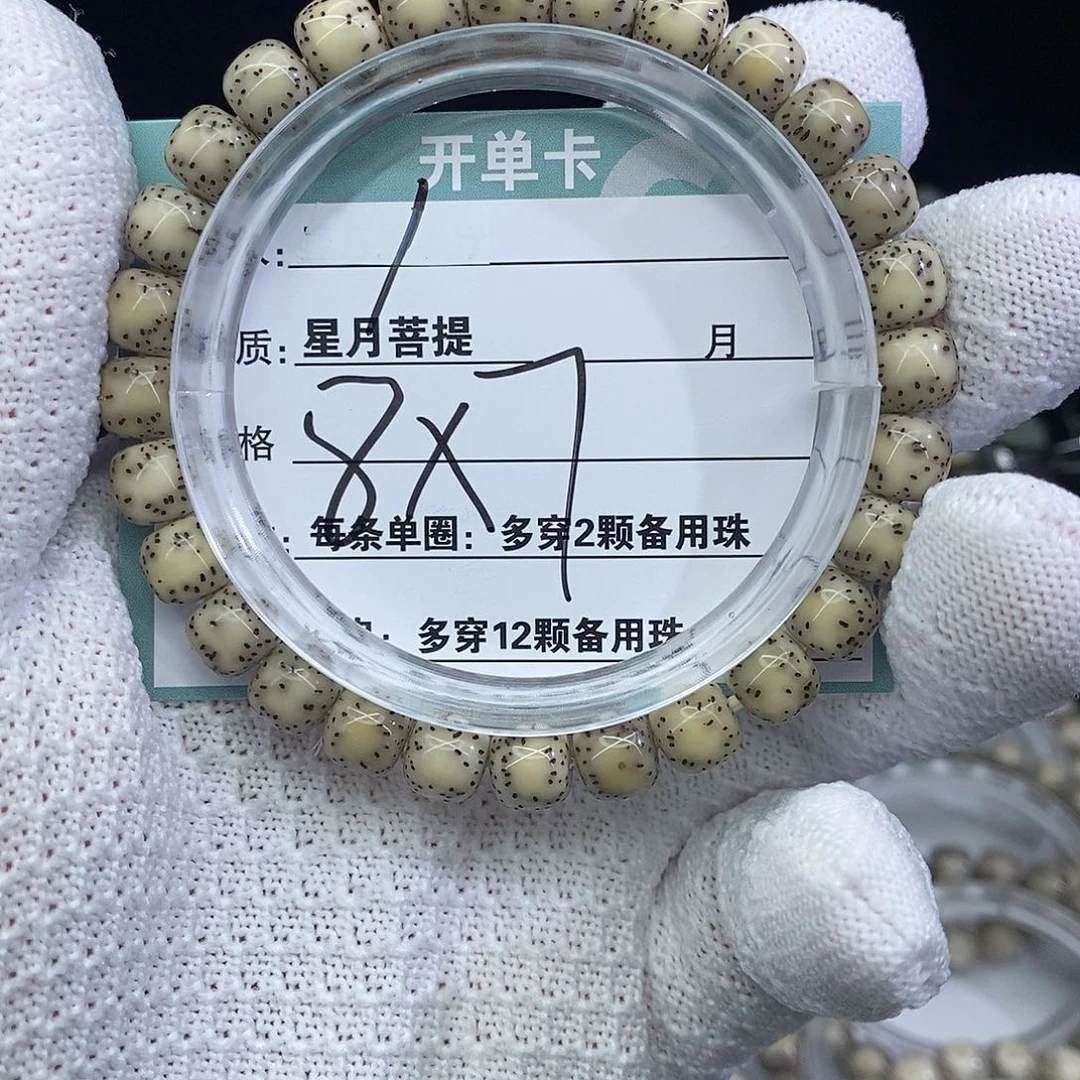 开单卡
质：星月菩提 月
格 8X7
：每条单圈：多穿2颗备用珠
：多穿12颗备用珠